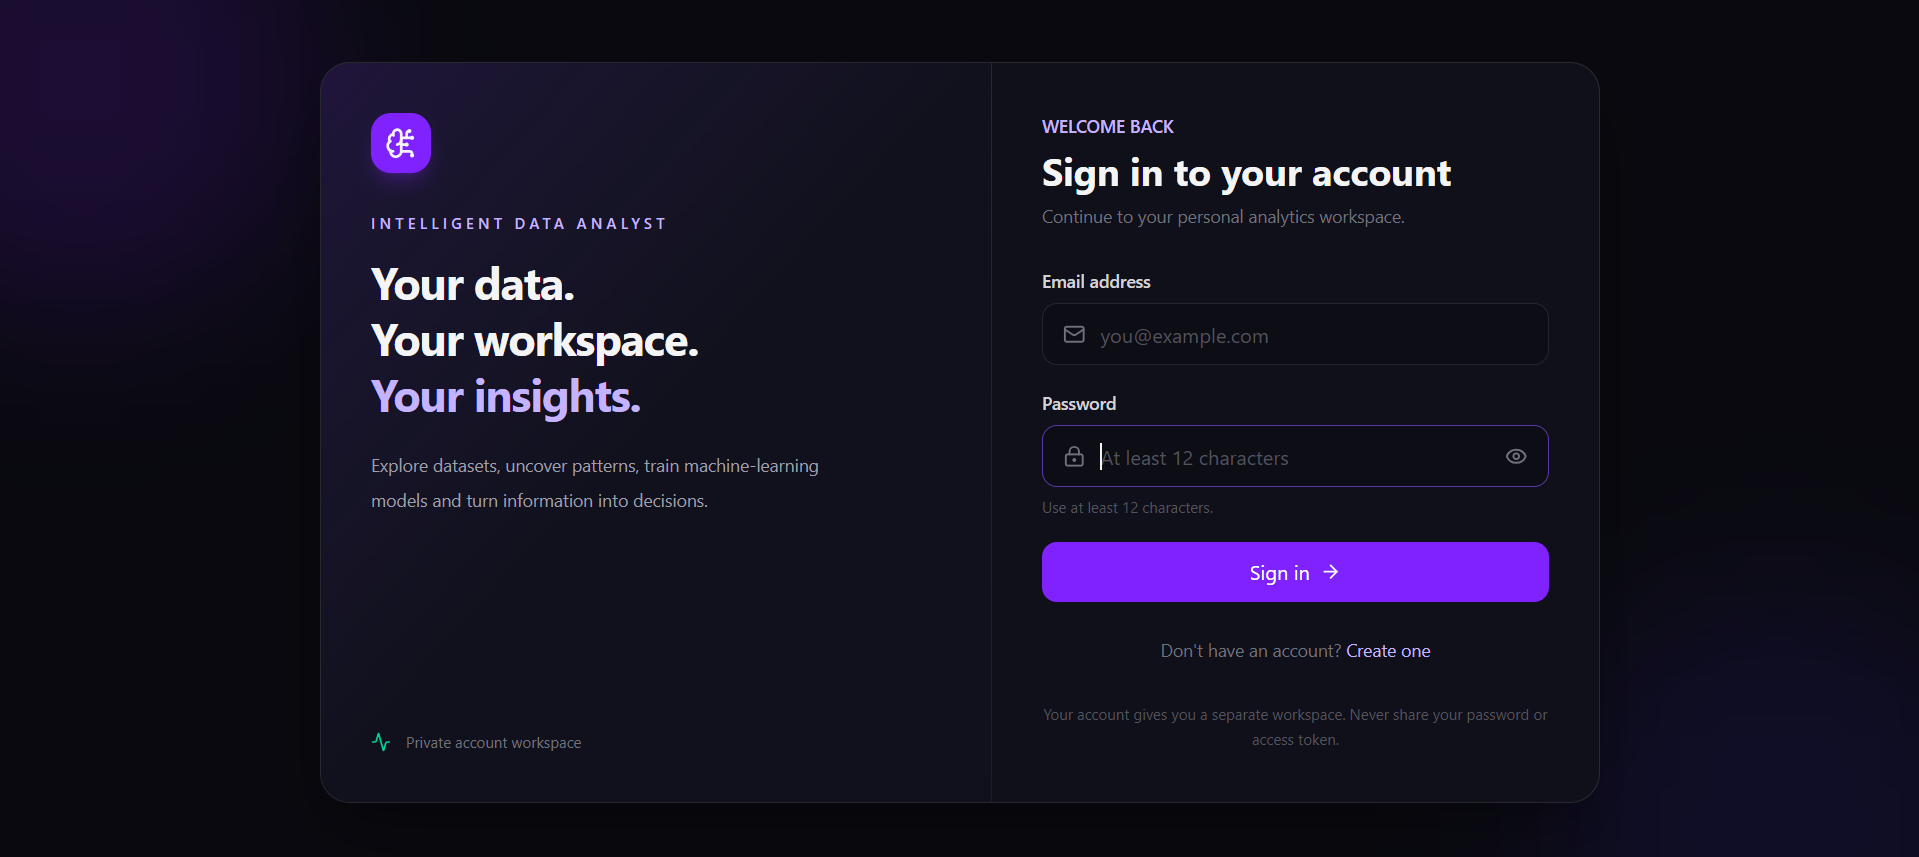 INTELLIGENT DATA ANALYST
Your data.
Your workspace.
Your insights.
Explore datasets, uncover patterns, train machine-learning
models and turn information into decisions.
Private account workspace
WELCOME BACK
Sign in to your account
Continue to your personal analytics workspace.
Email address
you@example.com
Password
At least 12 characters
Use at least 12 characters.
Sign in
Don't have an account? Create one
Your account gives you a separate workspace. Never share your password or
access token.